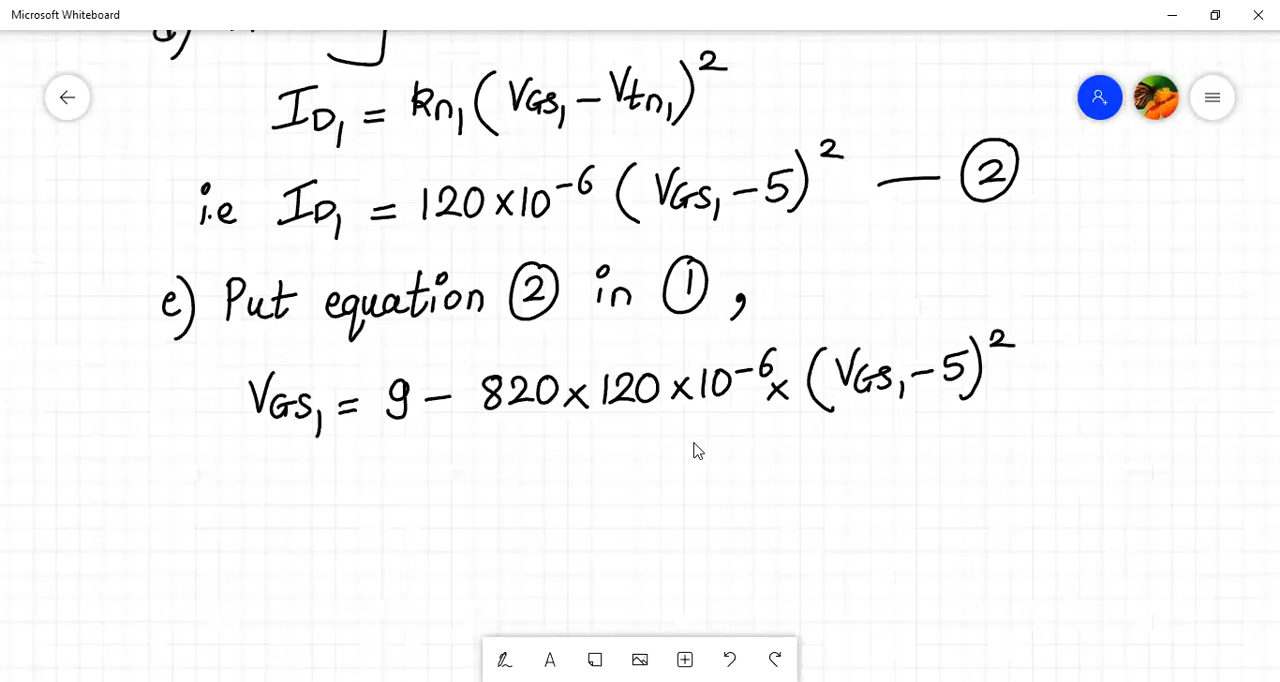 Microsoft Whiteboard
I_D1 = kn1 (VGS1 - Vtn1)^2
i.e I_D1 = 120 x 10^-6 (VGS1 - 5)^2 — ②
e) Put equation ② in ①,
VGS1 = 9 - 820 x 120 x 10^-6 x (VGS1 - 5)^2